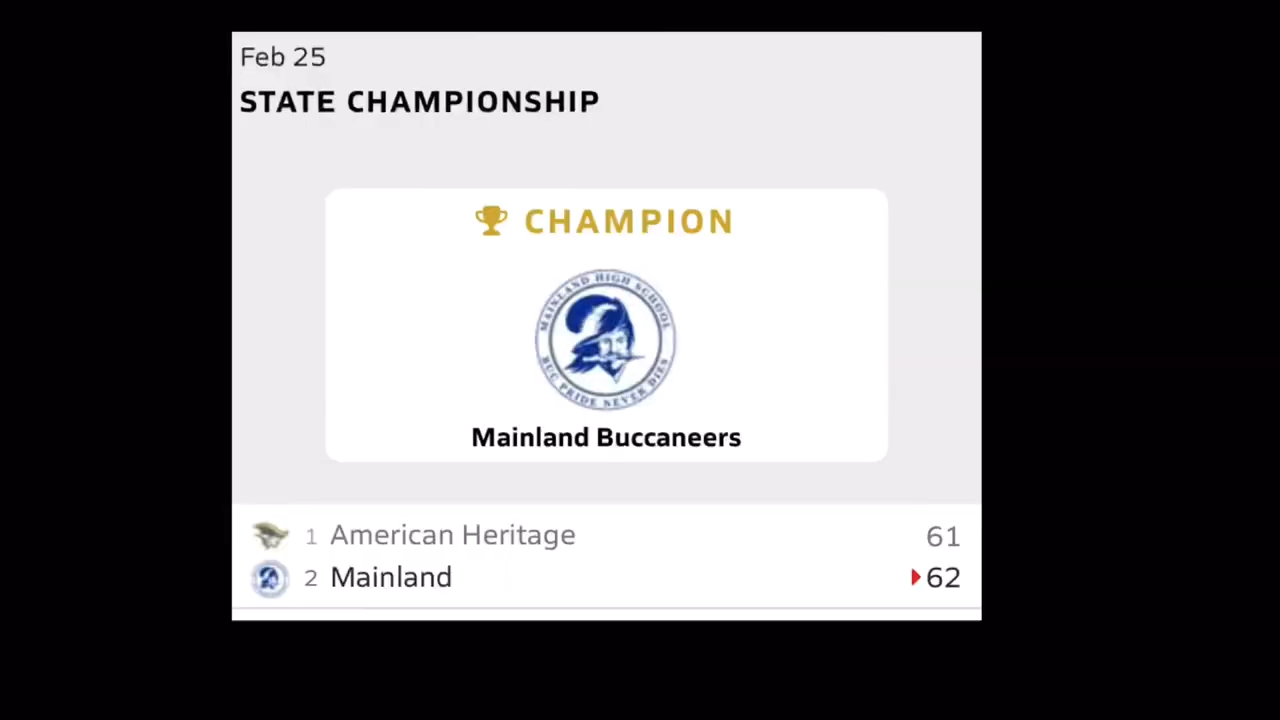 Feb 25
STATE CHAMPIONSHIP
CHAMPION
MAINLAND HIGH SCHOOL
BUC PRIDE NEVER DIES
Mainland Buccaneers
1 American Heritage 61
2 Mainland 62